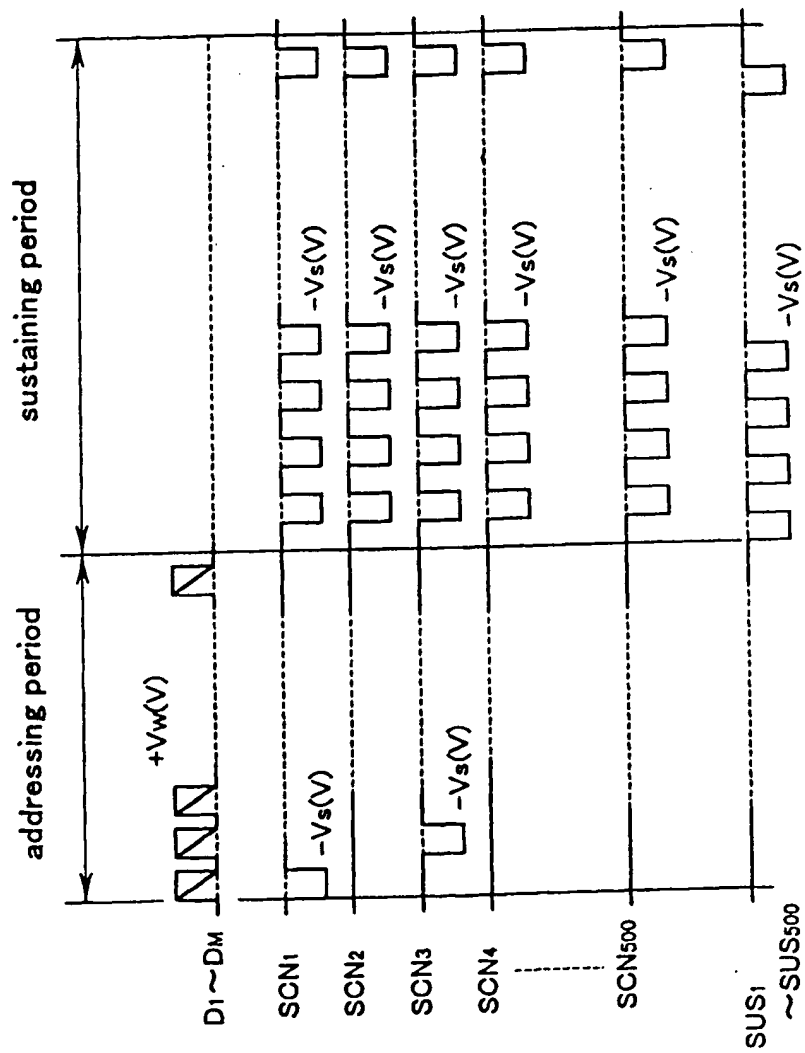 addressing period
sustaining period
+Vw(V)
D1~DM
SCN1
-Vs(V)
-Vs(V)
SCN2
-Vs(V)
SCN3
-Vs(V)
-Vs(V)
SCN4
-Vs(V)
SCN500
-Vs(V)
SUS1
~SUS500
-Vs(V)